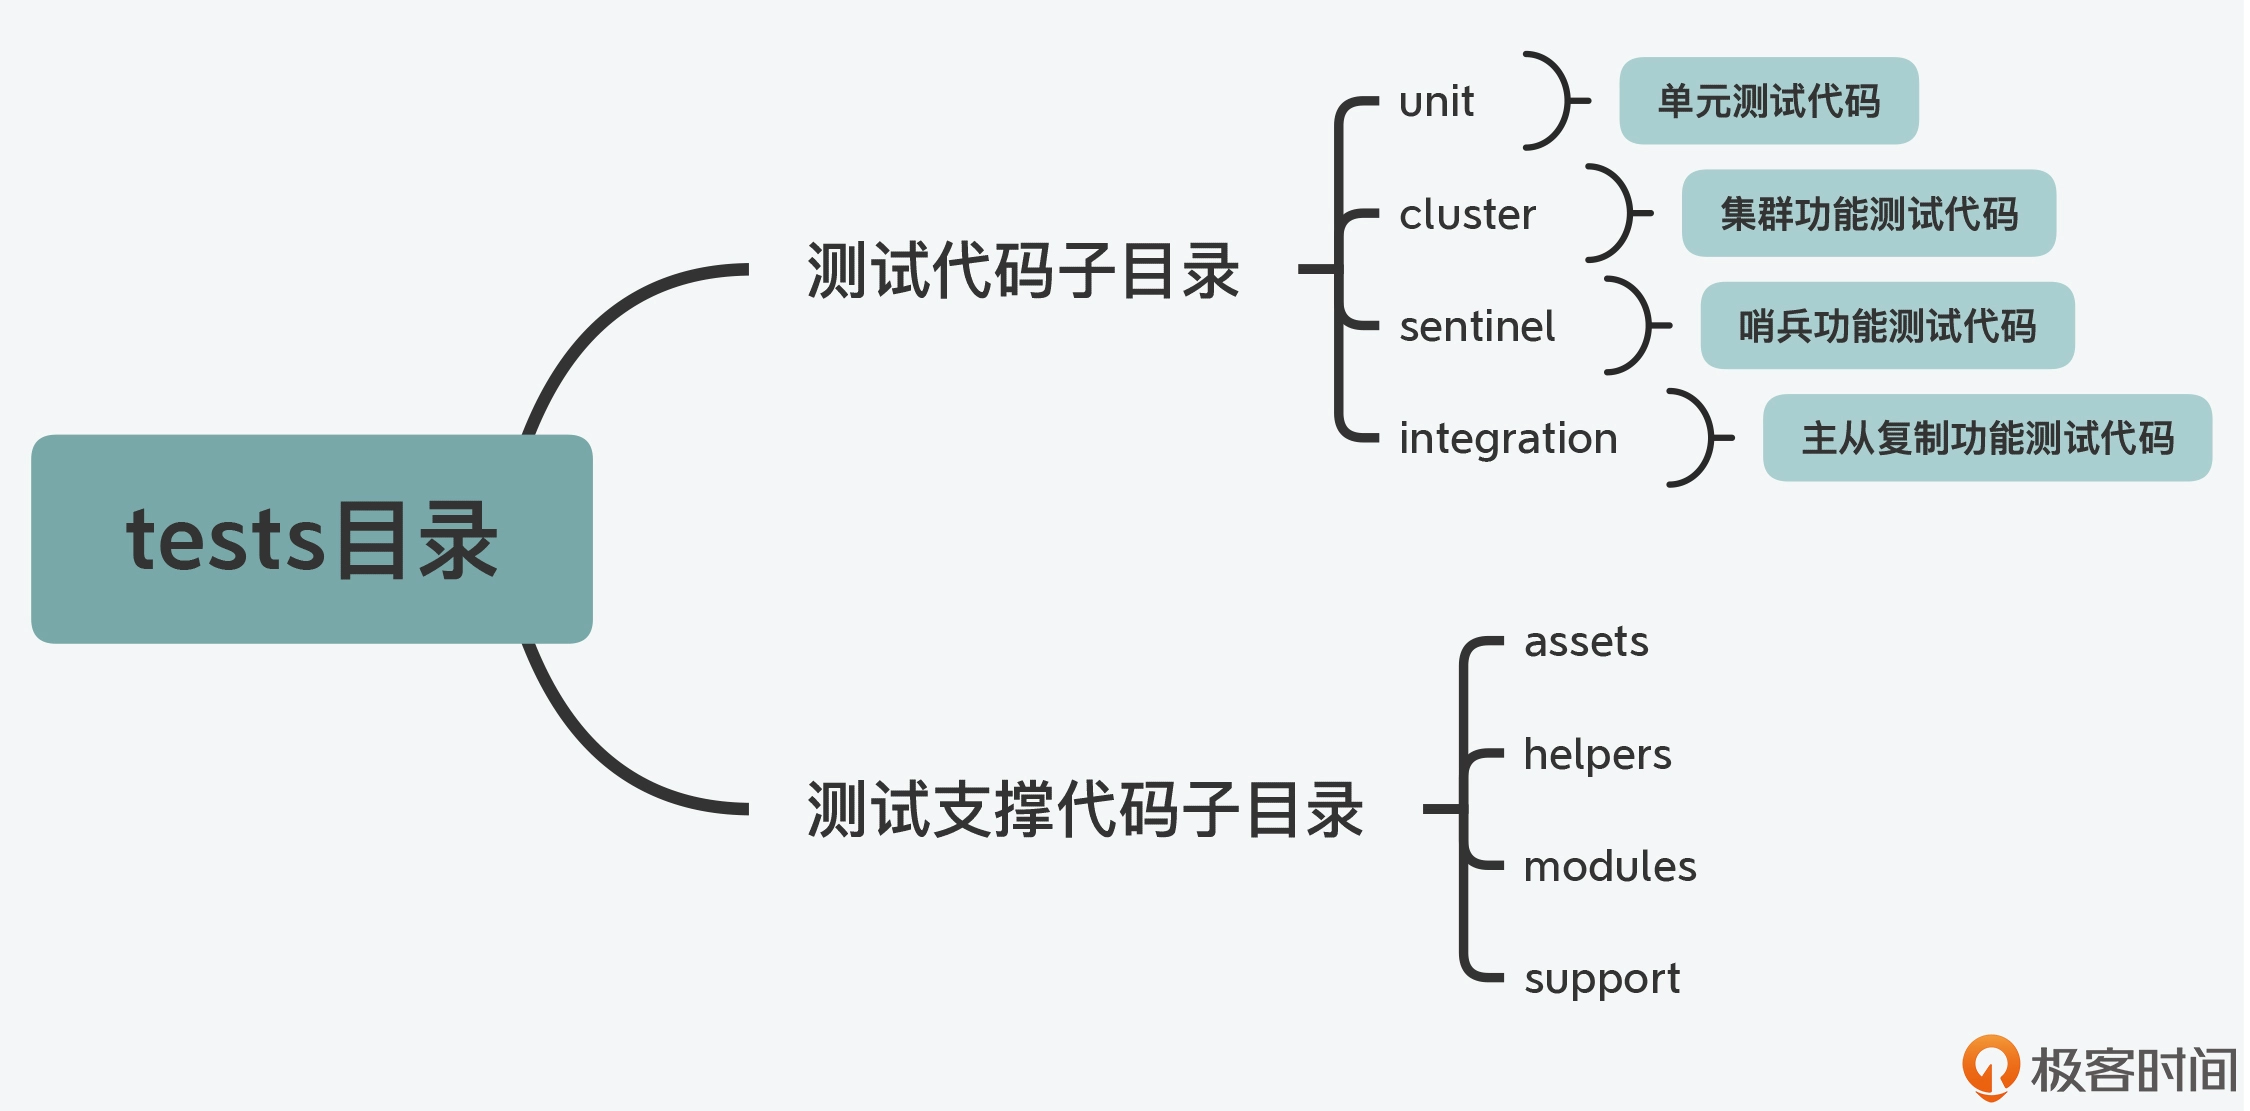 tests目录
测试代码子目录
unit
单元测试代码
cluster
集群功能测试代码
sentinel
哨兵功能测试代码
integration
主从复制功能测试代码
测试支撑代码子目录
assets
helpers
modules
support
极客时间